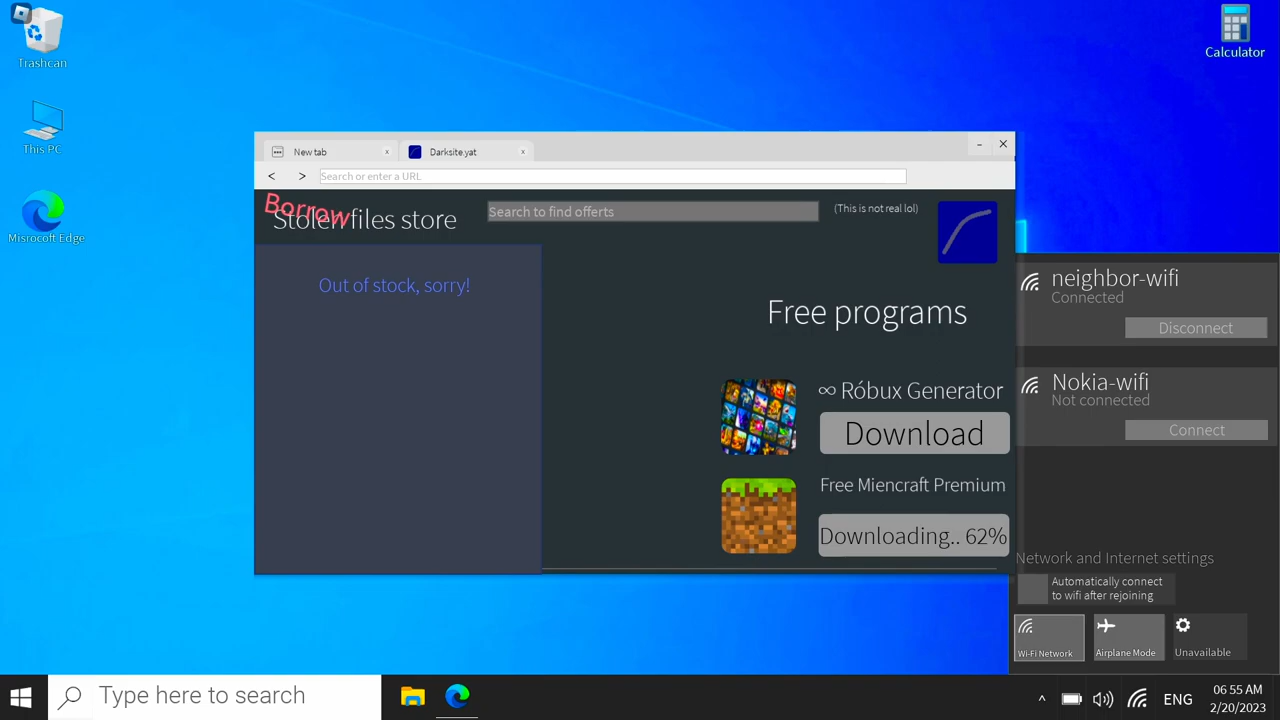 Trashcan
This PC
Misrocoft Edge
Calculator
New tab
x
Darksite.yat
x
Search or enter a URL
Borrow
Stolen files store
Search to find offerts
(This is not real lol)
Out of stock, sorry!
Free programs
∞ Róbux Generator
Download
Free Miencraft Premium
Downloading.. 62%
neighbor-wifi
Connected
Disconnect
Nokia-wifi
Not connected
Connect
Network and Internet settings
Automatically connect
to wifi after rejoining
Wi-Fi Network
Airplane Mode
Unavailable
Type here to search
ENG
06:55 AM
2/20/2023